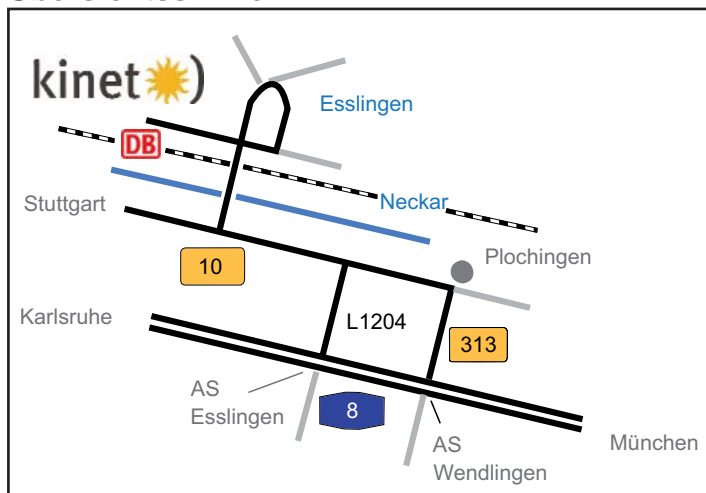 kinet)
Esslingen
DB
Neckar
Stuttgart
Plochingen
10
Karlsruhe
L1204
313
AS
Esslingen
8
AS
Wendlingen
München